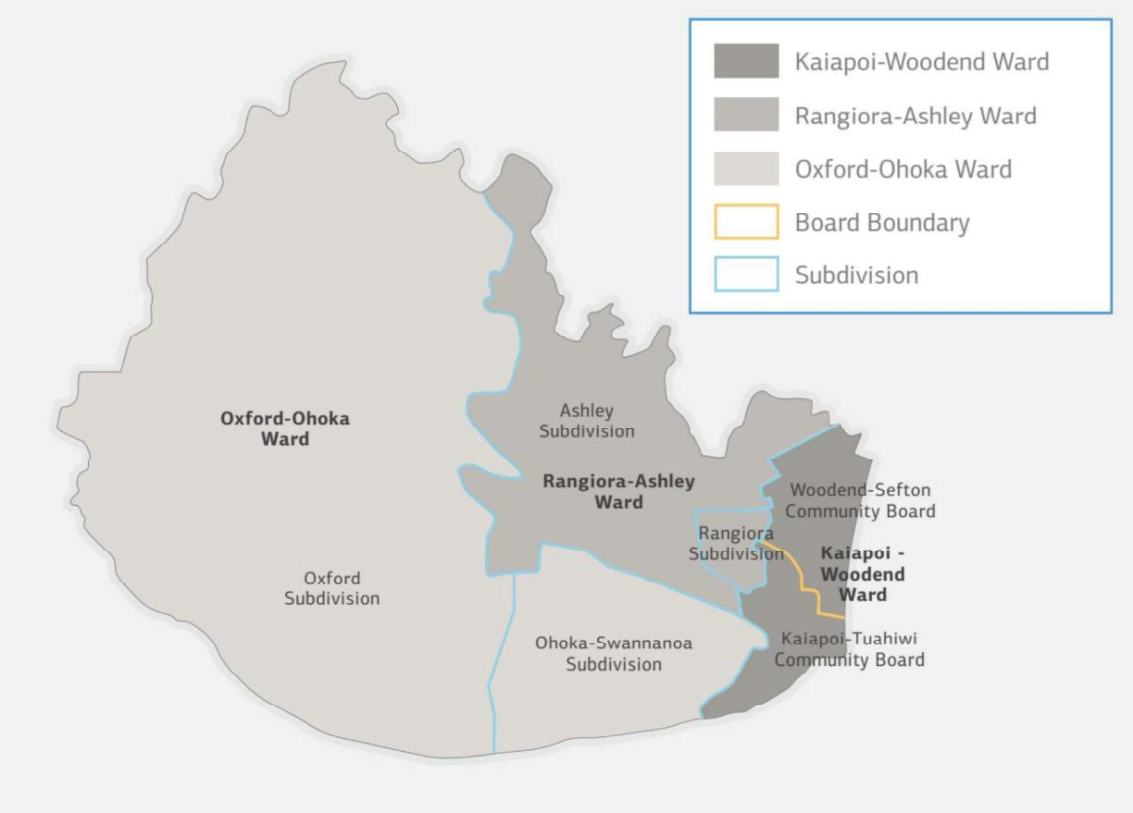 Kaiapoi-Woodend Ward
Rangiora-Ashley Ward
Oxford-Ohoka Ward
Board Boundary
Subdivision
Oxford-Ohoka
Ward
Ashley
Subdivision
Rangiora-Ashley
Ward
Woodend-Sefton
Community Board
Rangiora
Subdivision
Kaiapoi -
Woodend
Ward
Oxford
Subdivision
Ohoka-Swannanoa
Subdivision
Kaiapoi-Tuahiwi
Community Board